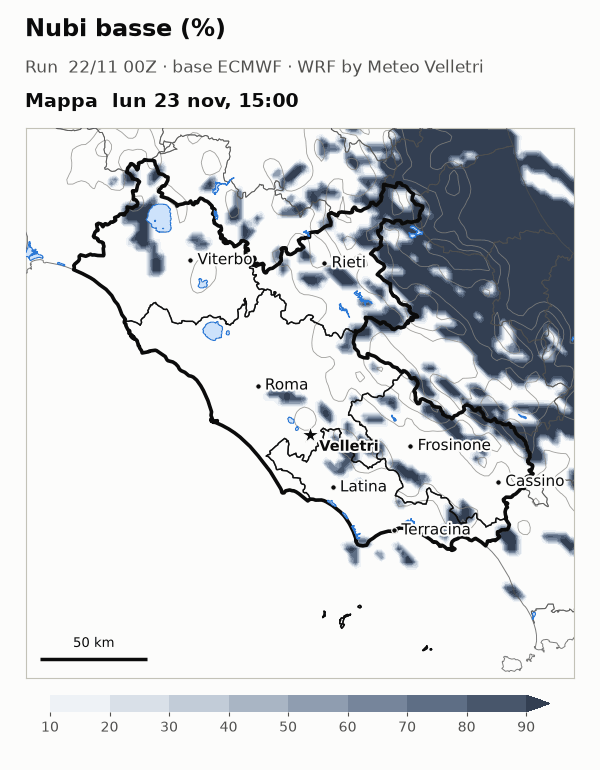 Nubi basse (%)
Run  22/11 00Z · base ECMWF · WRF by Meteo Velletri
Mappa  lun 23 nov, 15:00
Viterbo
Rieti
Roma
Velletri
Frosinone
Cassino
Latina
Terracina
50 km
10 20 30 40 50 60 70 80 90